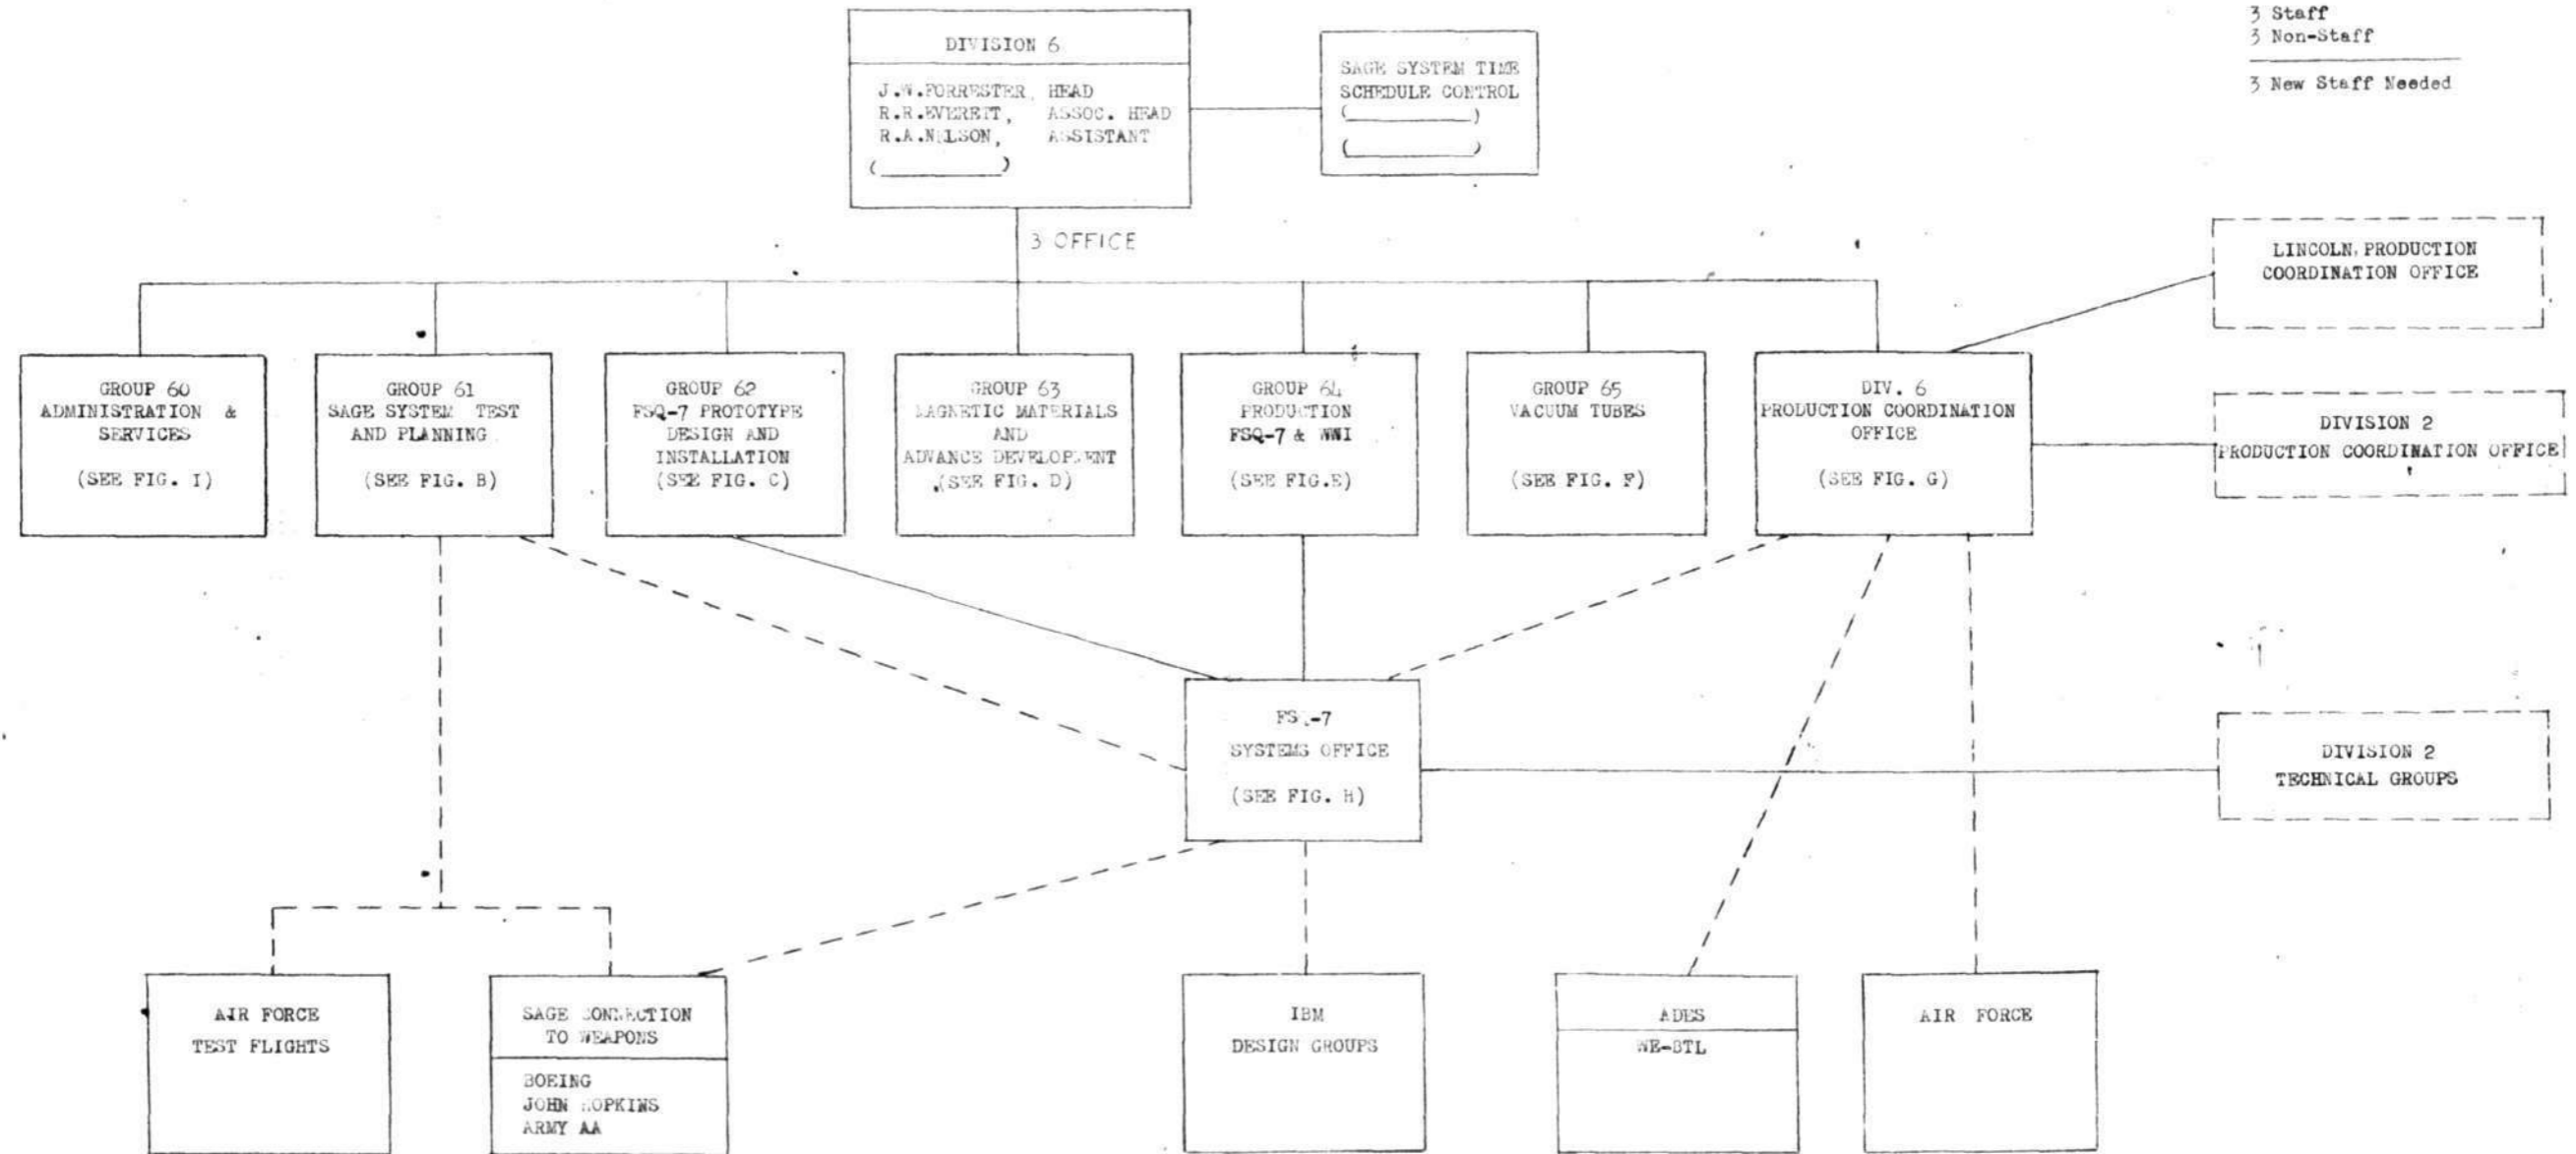 3 Staff
3 Non-Staff
3 New Staff Needed
DIVISION 6
J.W.FORRESTER, HEAD
R.R.EVERETT, ASSOC. HEAD
R.A.NELSON, ASSISTANT
(__________)
SAGE SYSTEM TIME
SCHEDULE CONTROL
(__________)
(__________)
3 OFFICE
LINCOLN PRODUCTION
COORDINATION OFFICE
GROUP 60
ADMINISTRATION &
SERVICES
(SEE FIG. I)
GROUP 61
SAGE SYSTEM TEST
AND PLANNING
(SEE FIG. B)
GROUP 62
FSQ-7 PROTOTYPE
DESIGN AND
INSTALLATION
(SEE FIG. C)
GROUP 63
MAGNETIC MATERIALS
AND
ADVANCE DEVELOPMENT
(SEE FIG. D)
GROUP 64
PRODUCTION
FSQ-7 & WWI
(SEE FIG.E)
GROUP 65
VACUUM TUBES
(SEE FIG. F)
DIV. 6
PRODUCTION COORDINATION
OFFICE
(SEE FIG. G)
DIVISION 2
PRODUCTION COORDINATION OFFICE
FSQ-7
SYSTEMS OFFICE
(SEE FIG. H)
DIVISION 2
TECHNICAL GROUPS
AIR FORCE
TEST FLIGHTS
SAGE CONNECTION
TO WEAPONS
BOEING
JOHN HOPKINS
ARMY AA
IBM
DESIGN GROUPS
ADES
WE-BTL
AIR FORCE